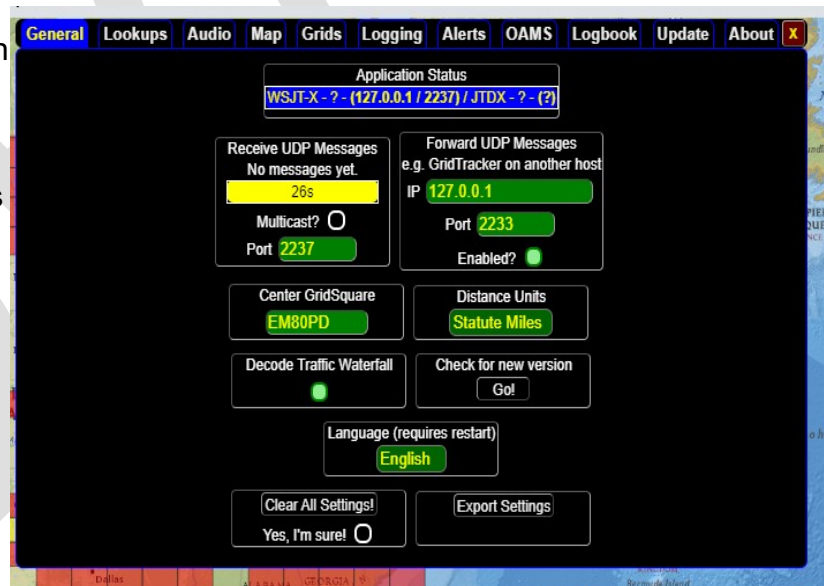 General Lookups Audio Map Grids Logging Alerts OAMS Logbook Update About X
Application Status
WSJT-X - ? - (127.0.0.1 / 2237) / JTDX - ? - (?)
Receive UDP Messages
No messages yet.
26s
Multicast?
Port 2237
Forward UDP Messages
e.g. GridTracker on another host
IP 127.0.0.1
Port 2233
Enabled?
Center GridSquare
EM80PD
Distance Units
Statute Miles
Decode Traffic Waterfall
Check for new version
Go!
Language (requires restart)
English
Clear All Settings!
Yes, I'm sure!
Export Settings
Dallas
GEORGIA
Bermuda Island